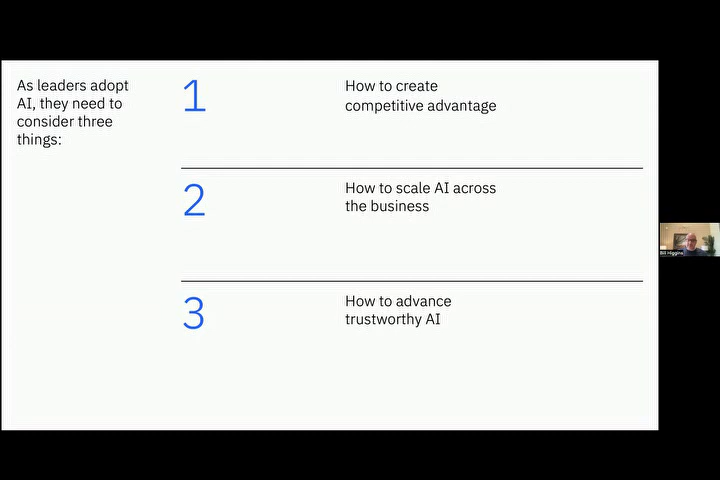 As leaders adopt
AI, they need to
consider three
things:
1
How to create
competitive advantage
2
How to scale AI across
the business
3
How to advance
trustworthy AI
Bill Higgins